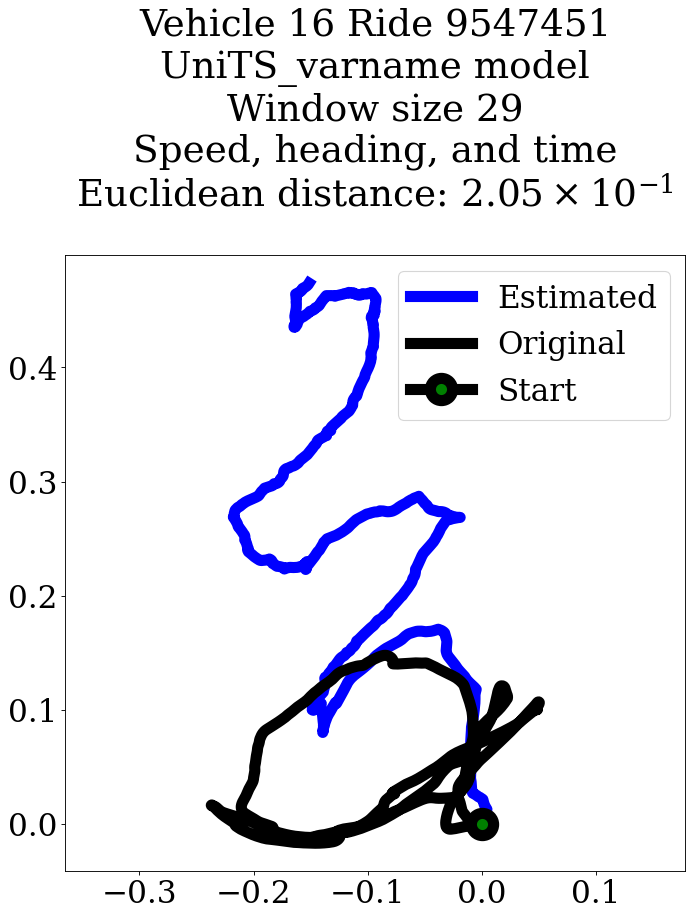 Vehicle 16 Ride 9547451
UniTS_varname model
Window size 29
Speed, heading, and time
Euclidean distance: 2.05 × 10⁻¹
Estimated
Original
Start
0.4
0.3
0.2
0.1
0.0
−0.3 −0.2 −0.1 0.0 0.1